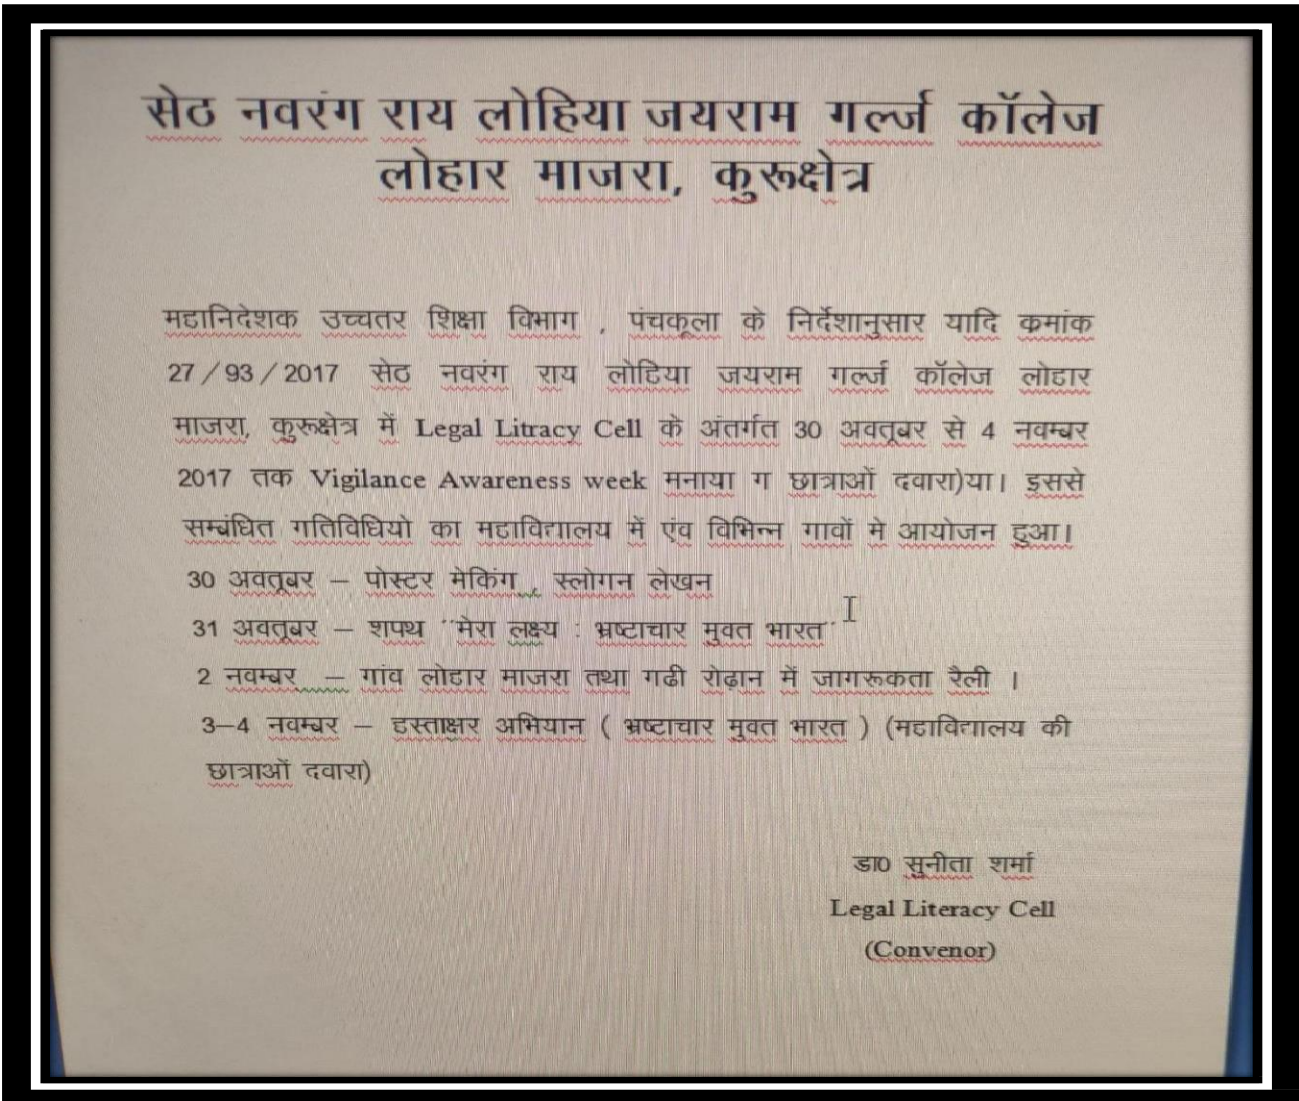 सेठ नवरंग राय लोहिया जयराम गर्ल्ज कॉलेज
लोहार माजरा, कुरूक्षेत्र
महानिदेशक उच्चतर शिक्षा विभाग , पंचकूला के निर्देशानुसार यादि क्रमांक
27 / 93 / 2017 सेठ नवरंग राय लोहिया जयराम गर्ल्ज कॉलेज लोहार
माजरा, कुरूक्षेत्र में Legal Litracy Cell के अंतर्गत 30 अक्तूबर से 4 नवम्बर
2017 तक Vigilance Awareness week मनाया ग छात्राओं दवारा)या। इससे
सम्बंधित गतिविधियो का महाविद्यालय में एंव विभिन्न गावों मे आयोजन हुआ।
30 अक्तूबर – पोस्टर मेकिंग , स्लोगन लेखन
31 अक्तूबर – शपथ ¨मेरा लक्ष्य : भ्रष्टाचार मुक्त भारत¨
2 नवम्बर – गांव लोहार माजरा तथा गढी रोढ़ान में जागरूकता रैली ।
3–4 नवम्बर – हस्ताक्षर अभियान ( भ्रष्टाचार मुक्त भारत ) (महाविद्यालय की
छात्राओं दवारा)
डा0 सुनीता शर्मा
Legal Literacy Cell
(Convenor)